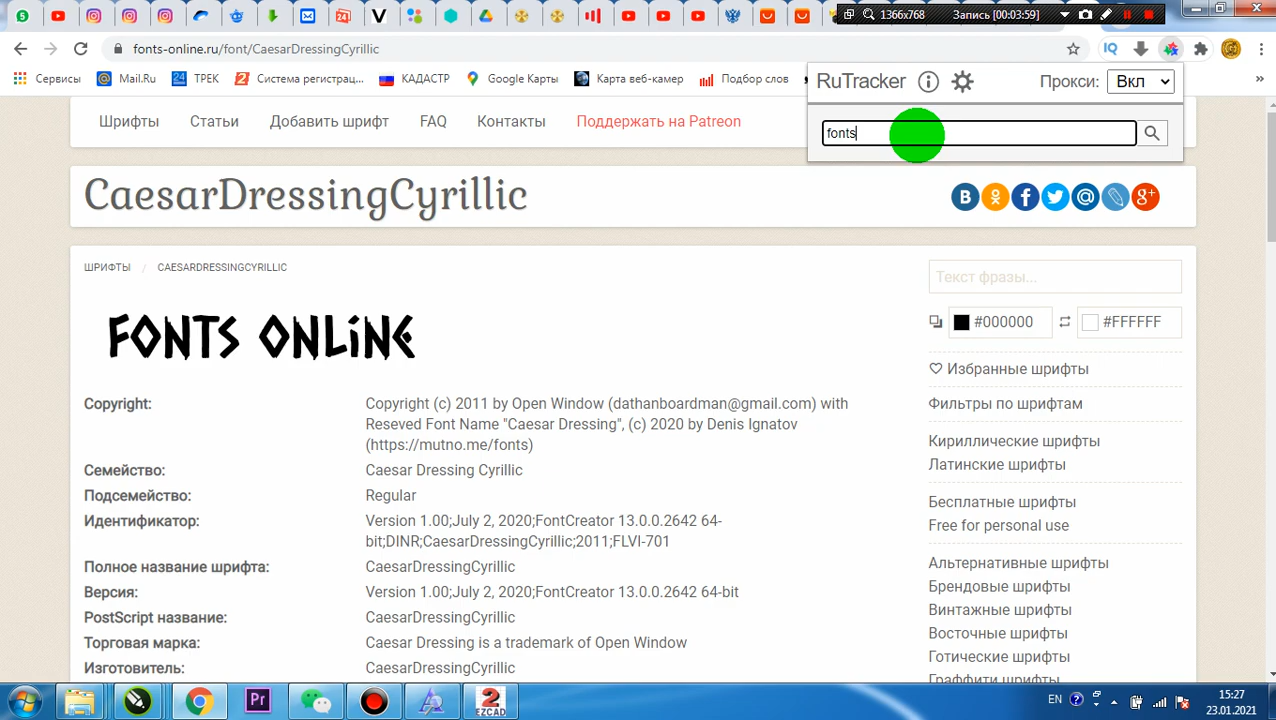 1366x768
Запись [00:03:59]
fonts-online.ru/font/CaesarDressingCyrillic
Сервисы
Mail.Ru
24 ТРЕК
Система регистрац...
КАДАСТР
Google Карты
Карта веб-камер
Подбор слов
»
RuTracker
Прокси:
Вкл
fonts
Шрифты
Статьи
Добавить шрифт
FAQ
Контакты
Поддержать на Patreon
CaesarDressingCyrillic
ШРИФТЫ / CAESARDRESSINGCYRILLIC
FONTS ONLINE
Copyright:
Copyright (c) 2011 by Open Window (dathanboardman@gmail.com) with
Reseved Font Name "Caesar Dressing", (c) 2020 by Denis Ignatov
(https://mutno.me/fonts)
Семейство:
Caesar Dressing Cyrillic
Подсемейство:
Regular
Идентификатор:
Version 1.00;July 2, 2020;FontCreator 13.0.0.2642 64-
bit;DINR;CaesarDressingCyrillic;2011;FLVI-701
Полное название шрифта:
CaesarDressingCyrillic
Версия:
Version 1.00;July 2, 2020;FontCreator 13.0.0.2642 64-bit
PostScript название:
CaesarDressingCyrillic
Торговая марка:
Caesar Dressing is a trademark of Open Window
Изготовитель:
CaesarDressingCyrillic
Текст фразы...
#000000
#FFFFFF
Избранные шрифты
Фильтры по шрифтам
Кириллические шрифты
Латинские шрифты
Бесплатные шрифты
Free for personal use
Альтернативные шрифты
Брендовые шрифты
Винтажные шрифты
Восточные шрифты
Готические шрифты
Граффити шрифты
Pr
2
EZCAD
EN
15:27
23.01.2021